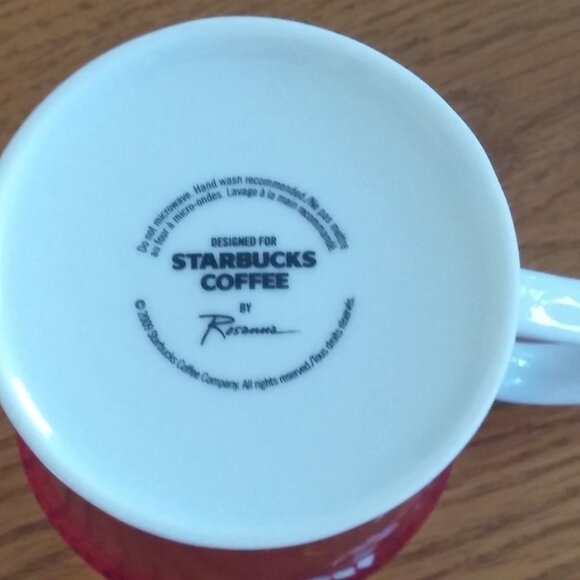 Do not microwave. Hand wash recommended./Ne pas mettre
au four à micro-ondes. Lavage à la main recommandé.
DESIGNED FOR
STARBUCKS
COFFEE
BY
Rosanna
© 2005 Starbucks Coffee Company. All rights reserved./Tous droits réservés.